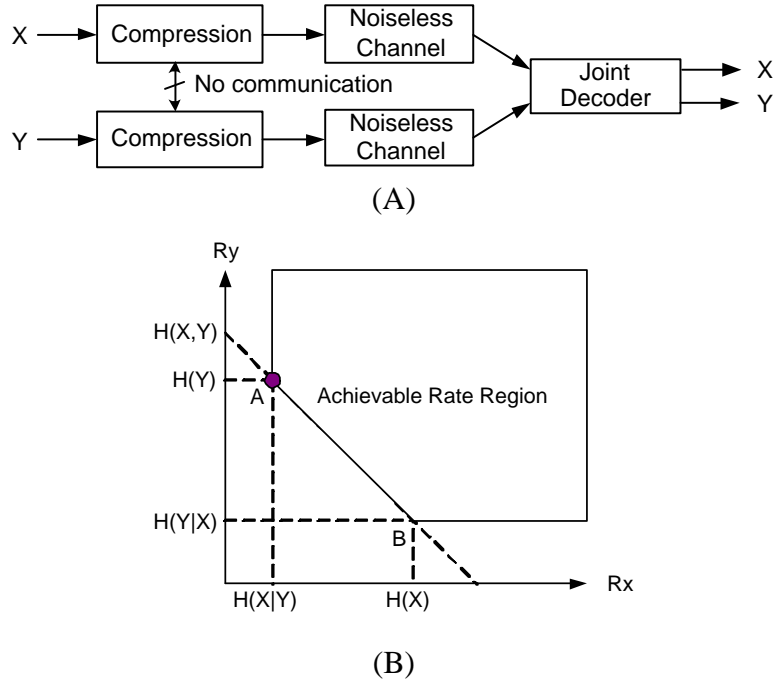 X
Compression
Noiseless
Channel
Joint
Decoder
X
Y
No communication
Y
Compression
Noiseless
Channel
(A)
Ry
H(X,Y)
H(Y)
A
Achievable Rate Region
H(Y|X)
B
Rx
H(X|Y)
H(X)
(B)